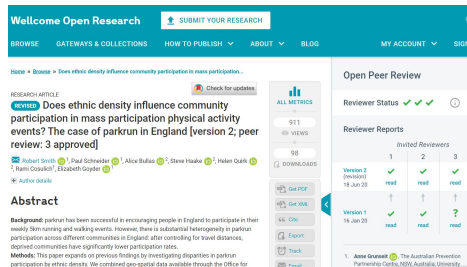 Wellcome Open Research
SUBMIT YOUR RESEARCH
BROWSE GATEWAYS & COLLECTIONS HOW TO PUBLISH ABOUT BLOG MY ACCOUNT SIGN
Home » Browse » Does ethnic density influence community participation in mass participation...
Check for updates
RESEARCH ARTICLE
REVISED Does ethnic density influence community
participation in mass participation physical activity
events? The case of parkrun in England [version 2; peer
review: 3 approved]
Robert Smith 1, Paul Schneider 1, Alice Bullas 2, Steve Haake 2, Helen Quirk
2, Rami Cosulich1, Elizabeth Goyder 1
Author details
Abstract
Background: parkrun has been successful in encouraging people in England to participate in their
weekly 5km running and walking events. However, there is substantial heterogeneity in parkrun
participation across different communities in England: after controlling for travel distances,
deprived communities have significantly lower participation rates.
Methods: This paper expands on previous findings by investigating disparities in parkrun
participation by ethnic density. We combined geo-spatial data available through the Office for
ALL METRICS
911
VIEWS
98
DOWNLOADS
Get PDF
Get XML
Cite
Export
Track
Email
Open Peer Review
Reviewer Status
Reviewer Reports
Invited Reviewers
1 2 3
Version 2
(revision)
18 Jun 20
read read read
Version 1
16 Jan 20
read read read
1. Anne Grunseit, The Australian Prevention
Partnership Centre, NSW, Australia; University